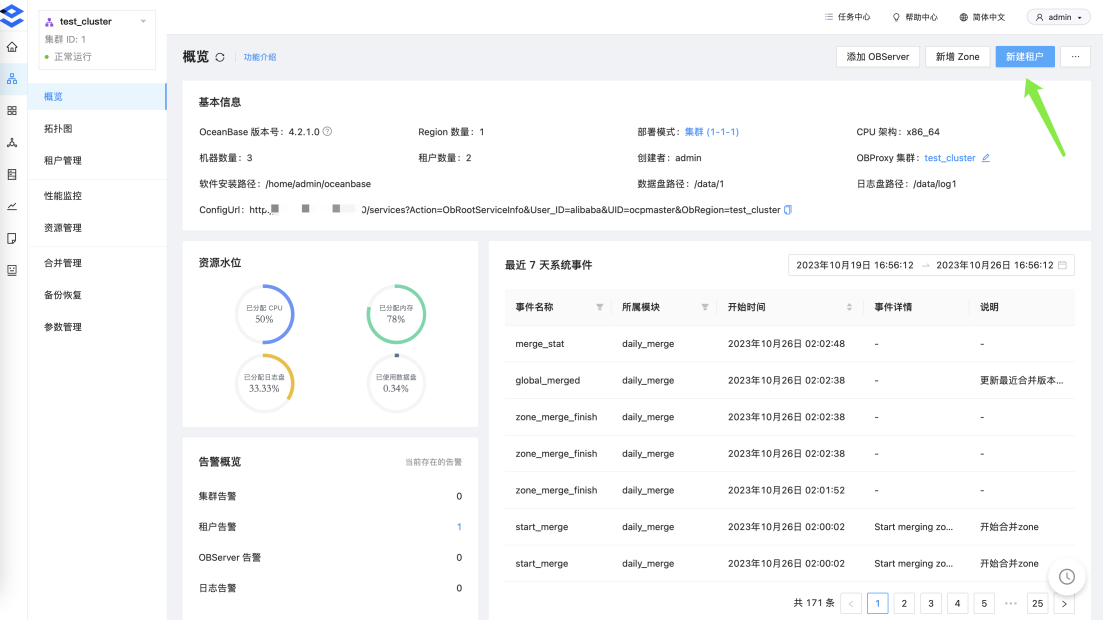 test_cluster
集群 ID: 1
正常运行
任务中心
帮助中心
简体中文
admin
概览
拓扑图
租户管理
性能监控
资源管理
合并管理
备份恢复
参数管理
概览
功能介绍
添加 OBServer
新增 Zone
新建租户
···
基本信息
OceanBase 版本号: 4.2.1.0
Region 数量: 1
部署模式: 集群 (1-1-1)
CPU 架构: x86_64
机器数量: 3
租户数量: 2
创建者: admin
OBProxy 集群: test_cluster
软件安装路径: /home/admin/oceanbase
数据盘路径: /data/1
日志盘路径: /data/log1
ConfigUrl: http: 0/services?Action=ObRootServiceInfo&User_ID=alibaba&UID=ocpmaster&ObRegion=test_cluster
资源水位
已分配 CPU
50%
已分配内存
78%
已分配日志盘
33.33%
已使用数据盘
0.34%
告警概览
当前存在的告警
集群告警 0
租户告警 1
OBServer 告警 0
日志告警 0
最近 7 天系统事件
2023年10月19日 16:56:12 → 2023年10月26日 16:56:12
事件名称 所属模块 开始时间 事件详情 说明
merge_stat daily_merge 2023年10月26日 02:02:48 - -
global_merged daily_merge 2023年10月26日 02:02:38 - 更新最近合并版本...
zone_merge_finish daily_merge 2023年10月26日 02:02:38 - -
zone_merge_finish daily_merge 2023年10月26日 02:02:38 - -
zone_merge_finish daily_merge 2023年10月26日 02:01:52 - -
start_merge daily_merge 2023年10月26日 02:00:02 Start merging zo... 开始合并zone
start_merge daily_merge 2023年10月26日 02:00:02 Start merging zo... 开始合并zone
共 171 条 < 1 2 3 4 5 ··· 25 >